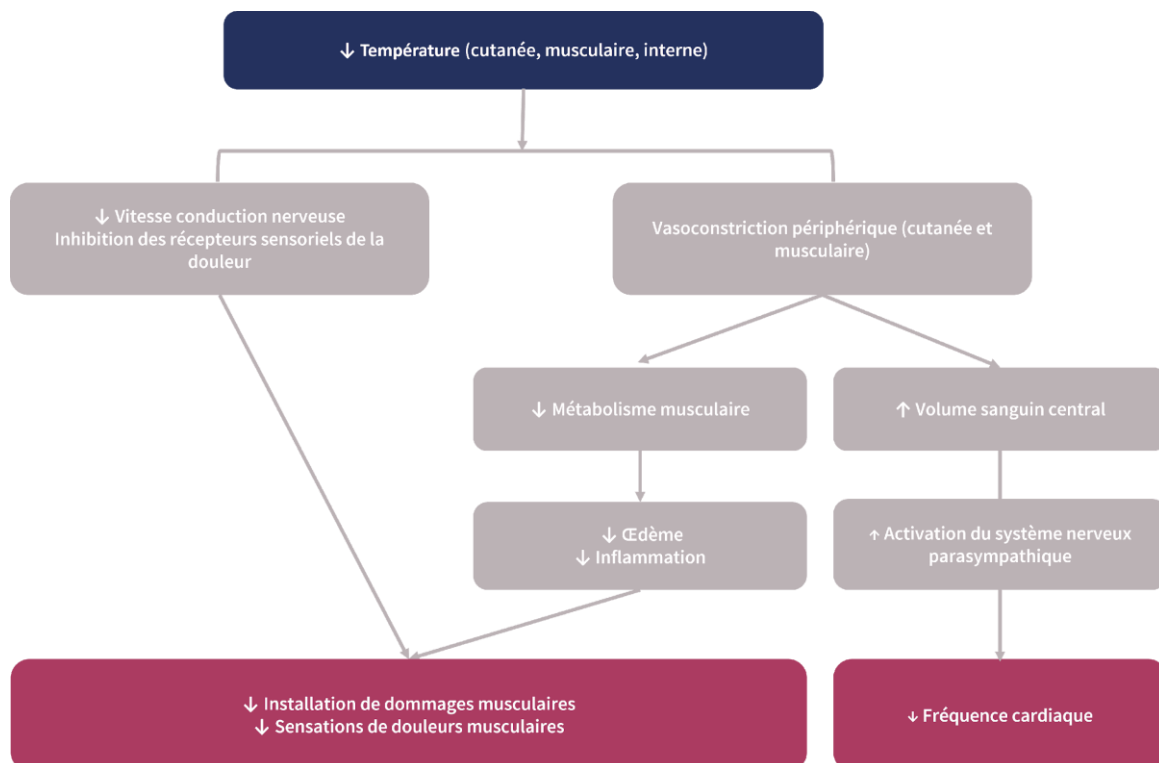 ↓ Température (cutanée, musculaire, interne)
↓ Vitesse conduction nerveuse
Inhibition des récepteurs sensoriels de la
douleur
Vasoconstriction périphérique (cutanée et
musculaire)
↓ Métabolisme musculaire
↑ Volume sanguin central
↓ Œdème
↓ Inflammation
↑ Activation du système nerveux
parasympathique
↓ Installation de dommages musculaires
↓ Sensations de douleurs musculaires
↓ Fréquence cardiaque